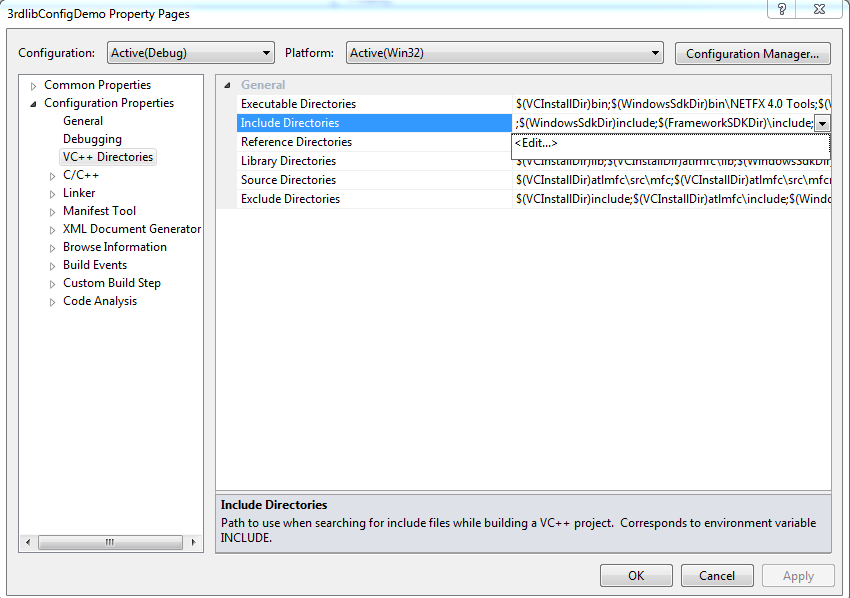 3rdlibConfigDemo Property Pages
Configuration: Active(Debug) Platform: Active(Win32) Configuration Manager...
Common Properties
Configuration Properties
General
Debugging
VC++ Directories
C/C++
Linker
Manifest Tool
XML Document Generator
Browse Information
Build Events
Custom Build Step
Code Analysis
General
Executable Directories $(VCInstallDir)bin;$(WindowsSdkDir)bin\NETFX 4.0 Tools;$(
Include Directories ;$(WindowsSdkDir)include;$(FrameworkSDKDir)\include;
Reference Directories <Edit...>
Library Directories $(VCInstallDir)lib;$(VCInstallDir)atlmfc\lib;$(WindowsSdkDir
Source Directories $(VCInstallDir)atlmfc\src\mfc;$(VCInstallDir)atlmfc\src\mfc
Exclude Directories $(VCInstallDir)include;$(VCInstallDir)atlmfc\include;$(Windo
Include Directories
Path to use when searching for include files while building a VC++ project. Corresponds to environment variable
INCLUDE.
OK Cancel Apply